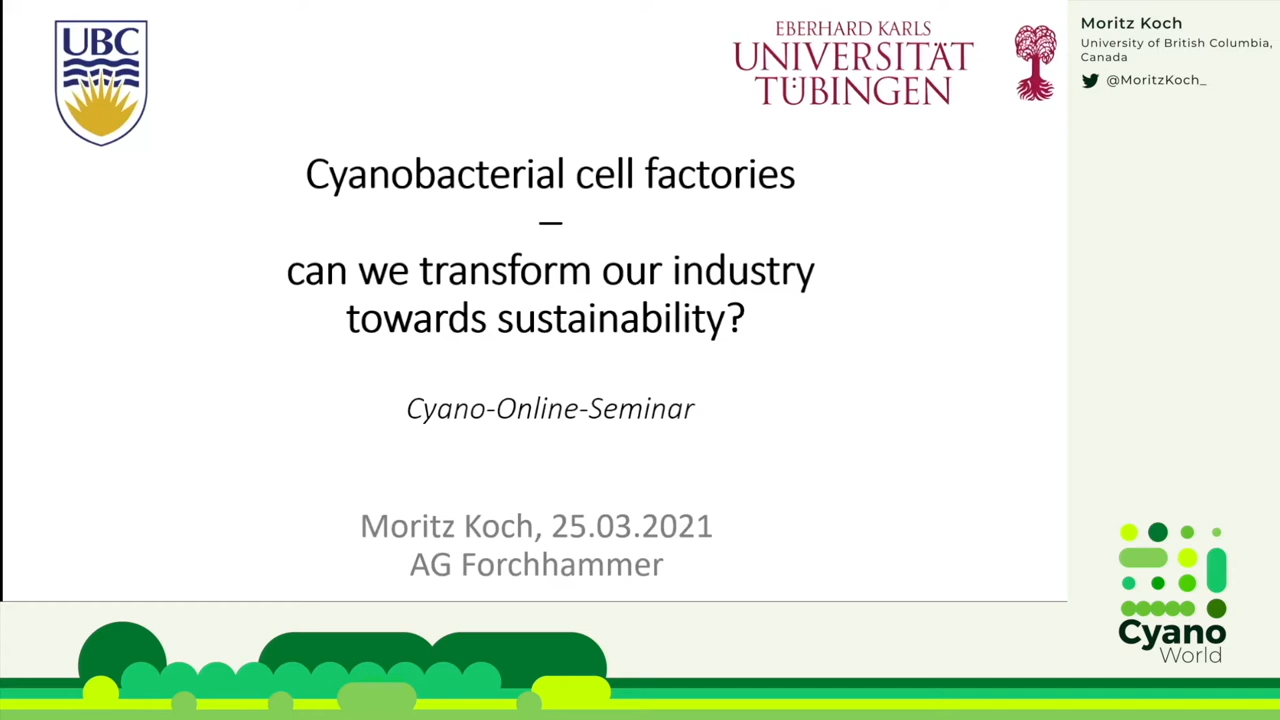 UBC
EBERHARD KARLS
UNIVERSITÄT
TÜBINGEN
Cyanobacterial cell factories
–
can we transform our industry
towards sustainability?
Cyano-Online-Seminar
Moritz Koch, 25.03.2021
AG Forchhammer
Moritz Koch
University of British Columbia,
Canada
@MoritzKoch_
Cyano
World